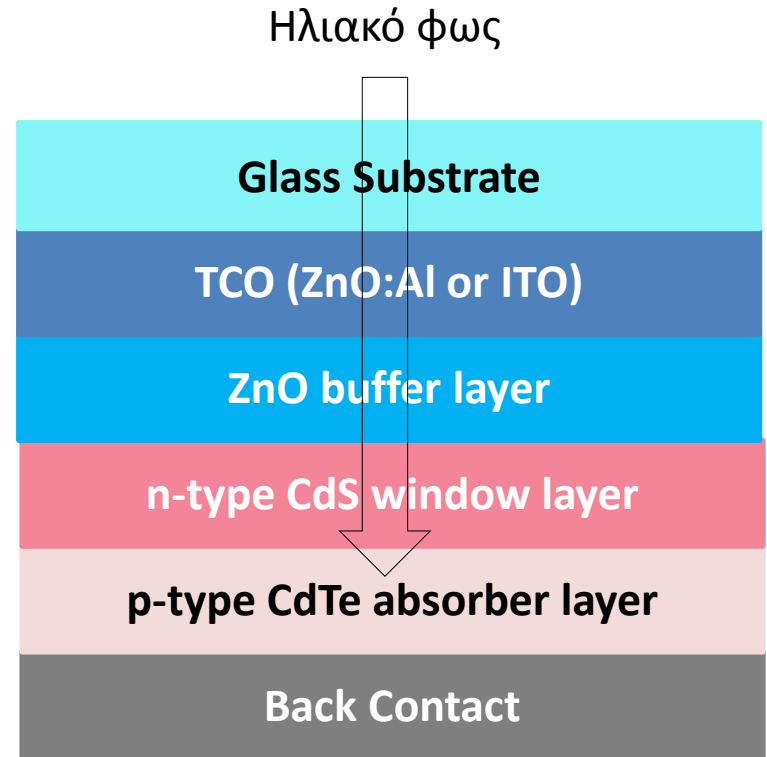 Ηλιακό φως
Glass Substrate
TCO (ZnO:Al or ITO)
ZnO buffer layer
n-type CdS window layer
p-type CdTe absorber layer
Back Contact